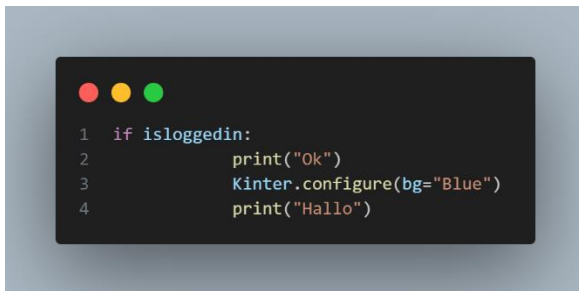 1 if isloggedin:
2 print("Ok")
3 Kinter.configure(bg="Blue")
4 print("Hallo")